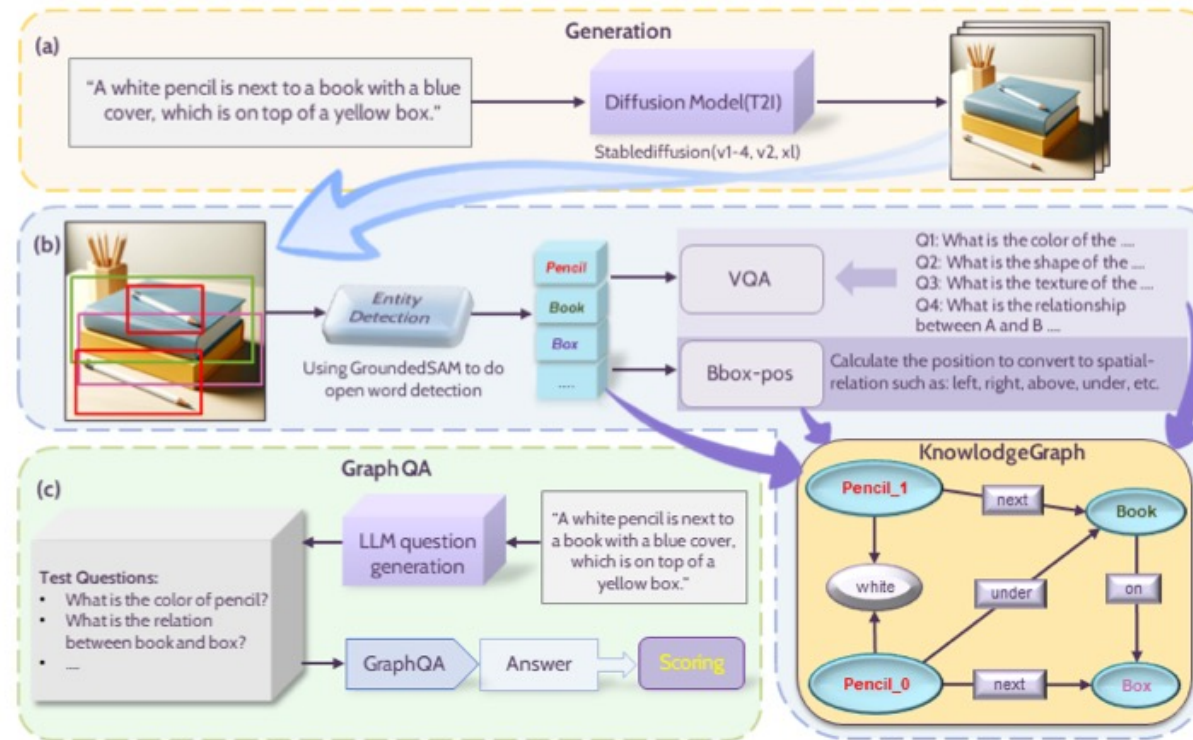 (a)
Generation
"A white pencil is next to a book with a blue
cover, which is on top of a yellow box."
Diffusion Model(T2I)
Stablediffusion(v1-4, v2, xl)
(b)
Entity
Detection
Using GroundedSAM to do
open word detection
Pencil
Book
Box
....
VQA
Q1: What is the color of the ....
Q2: What is the shape of the ....
Q3: What is the texture of the ....
Q4: What is the relationship
between A and B ....
Bbox-pos
Calculate the position to convert to spatial-
relation such as: left, right, above, under, etc.
KnowlodgeGraph
Pencil_1
next
Book
white
under
on
Pencil_0
next
Box
(c)
Graph QA
LLM question
generation
"A white pencil is next to
a book with a blue cover,
which is on top of a
yellow box."
Test Questions:
• What is the color of pencil?
• What is the relation
between book and box?
• ....
GraphQA
Answer
Scoring